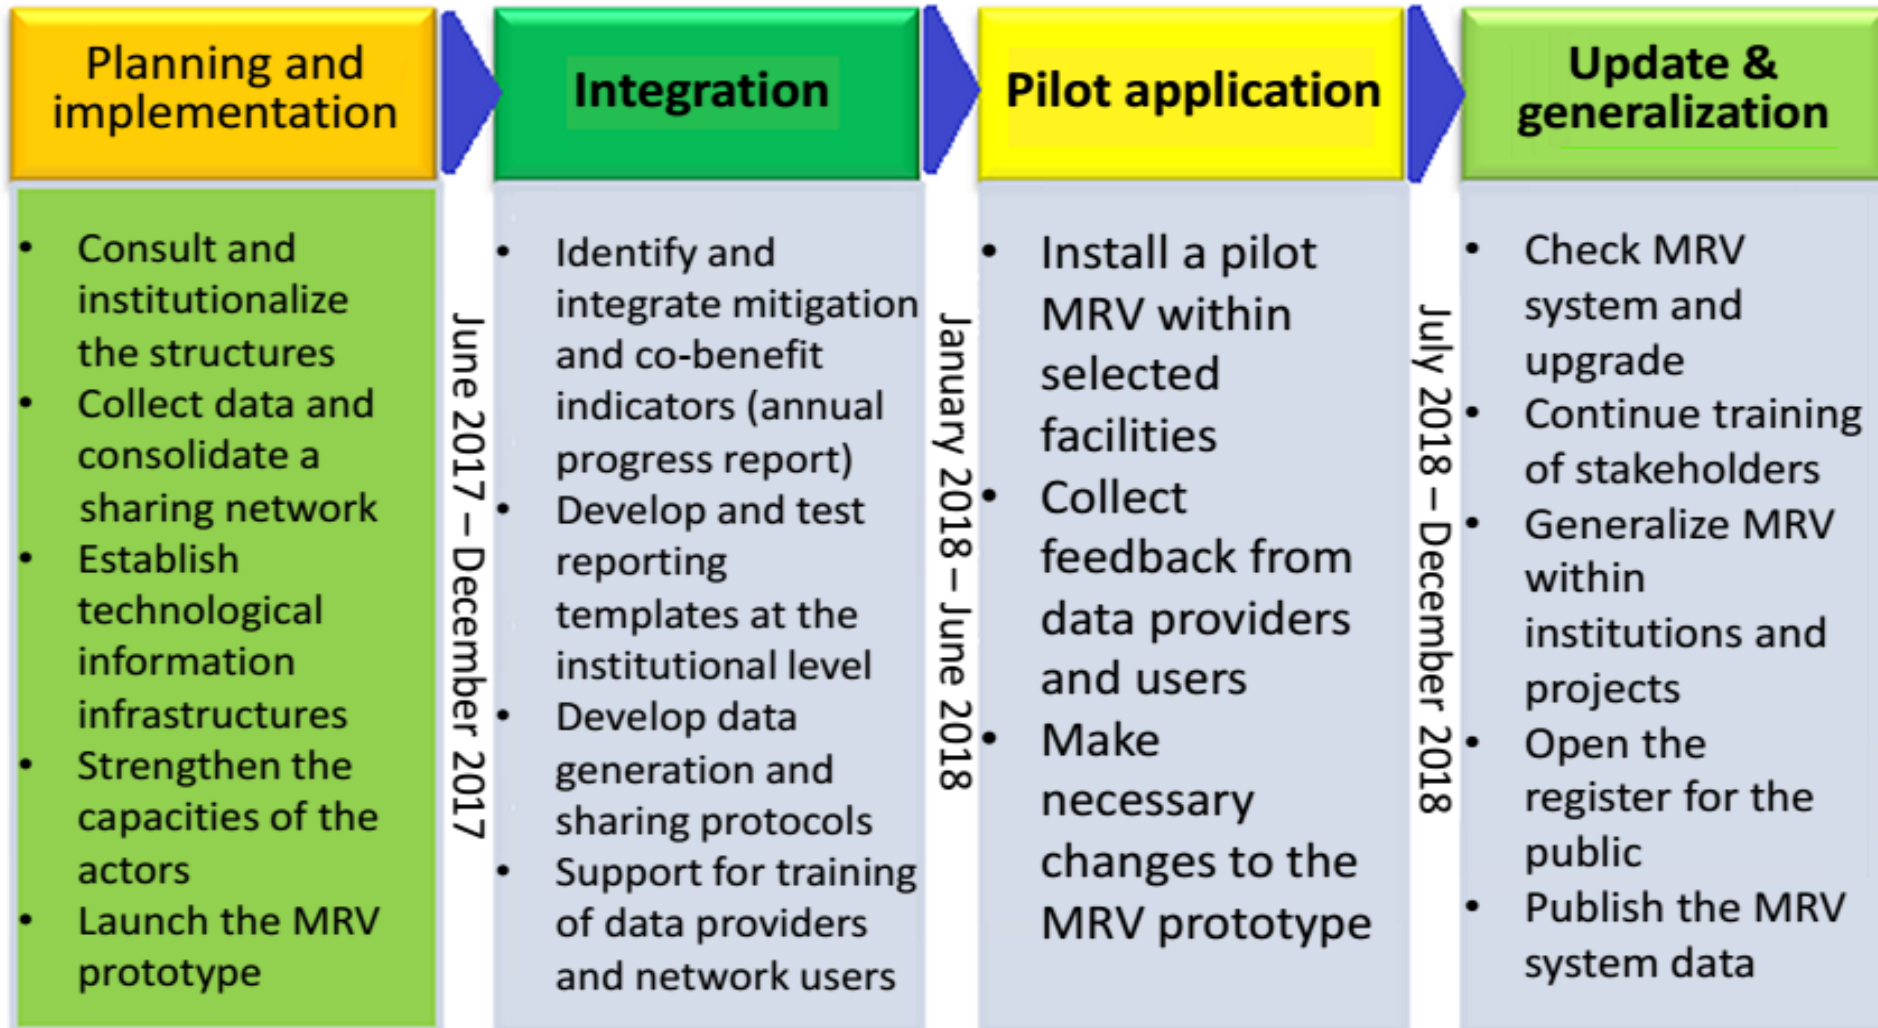 Planning and
implementation
• Consult and
institutionalize
the structures
• Collect data and
consolidate a
sharing network
• Establish
technological
information
infrastructures
• Strengthen the
capacities of the
actors
• Launch the MRV
prototype
June 2017 – December 2017
Integration
• Identify and
integrate mitigation
and co-benefit
indicators (annual
progress report)
• Develop and test
reporting
templates at the
institutional level
• Develop data
generation and
sharing protocols
• Support for training
of data providers
and network users
January 2018 – June 2018
Pilot application
• Install a pilot
MRV within
selected
facilities
• Collect
feedback from
data providers
and users
• Make
necessary
changes to the
MRV prototype
July 2018 – December 2018
Update &
generalization
• Check MRV
system and
upgrade
• Continue training
of stakeholders
• Generalize MRV
within
institutions and
projects
• Open the
register for the
public
• Publish the MRV
system data